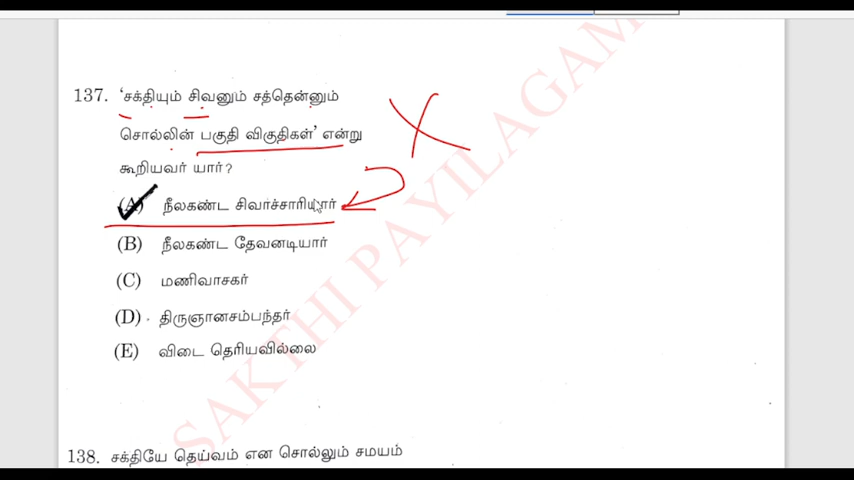 137. 'சக்தியும் சிவனும் சத்தென்னும்
சொல்லின் பகுதி விகுதிகள்' என்று
கூறியவர் யார்?
(A) நீலகண்ட சிவாச்சாரியார்
(B) நீலகண்ட தேவனடியார்
(C) மணிவாசகர்
(D) திருஞானசம்பந்தர்
(E) விடை தெரியவில்லை
138. சக்தியே தெய்வம் என சொல்லும் சமயம்
SAKTHI PAYILAGAM